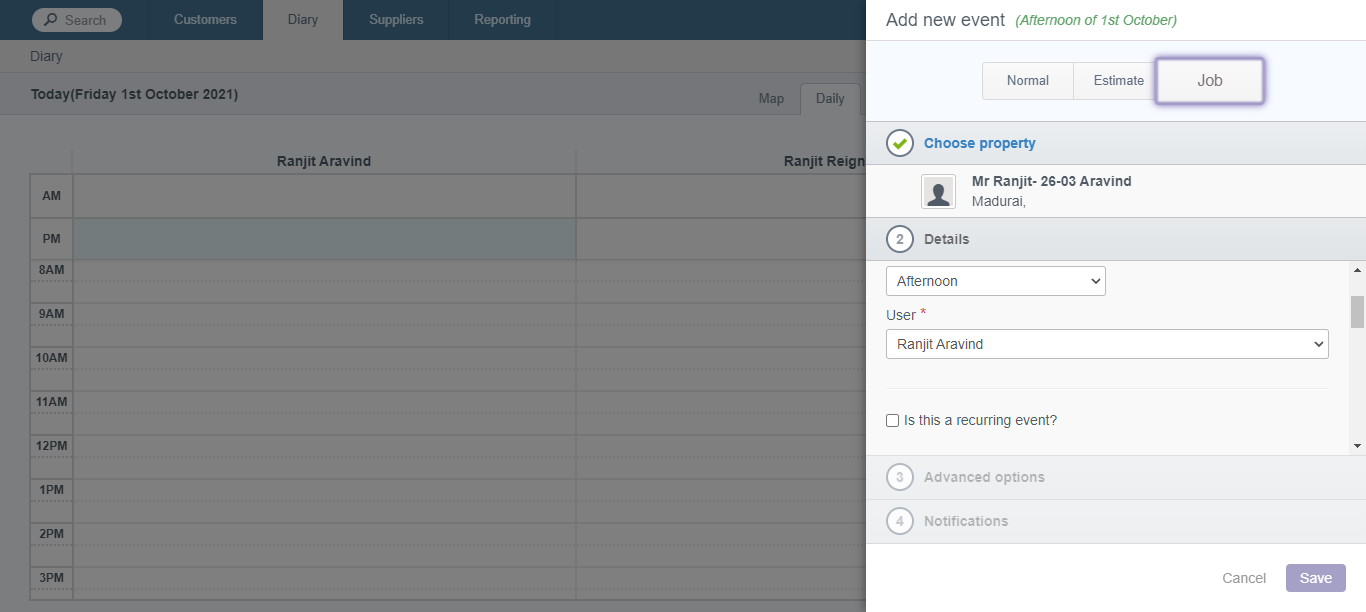 Search
Customers
Diary
Suppliers
Reporting
Diary
Today(Friday 1st October 2021)
Map
Daily
Ranjit Aravind
Ranjit Reign
AM
PM
8AM
9AM
10AM
11AM
12PM
1PM
2PM
3PM
Add new event (Afternoon of 1st October)
Normal
Estimate
Job
Choose property
Mr Ranjit- 26-03 Aravind
Madurai,
2 Details
Afternoon
User *
Ranjit Aravind
Is this a recurring event?
3 Advanced options
4 Notifications
Cancel
Save